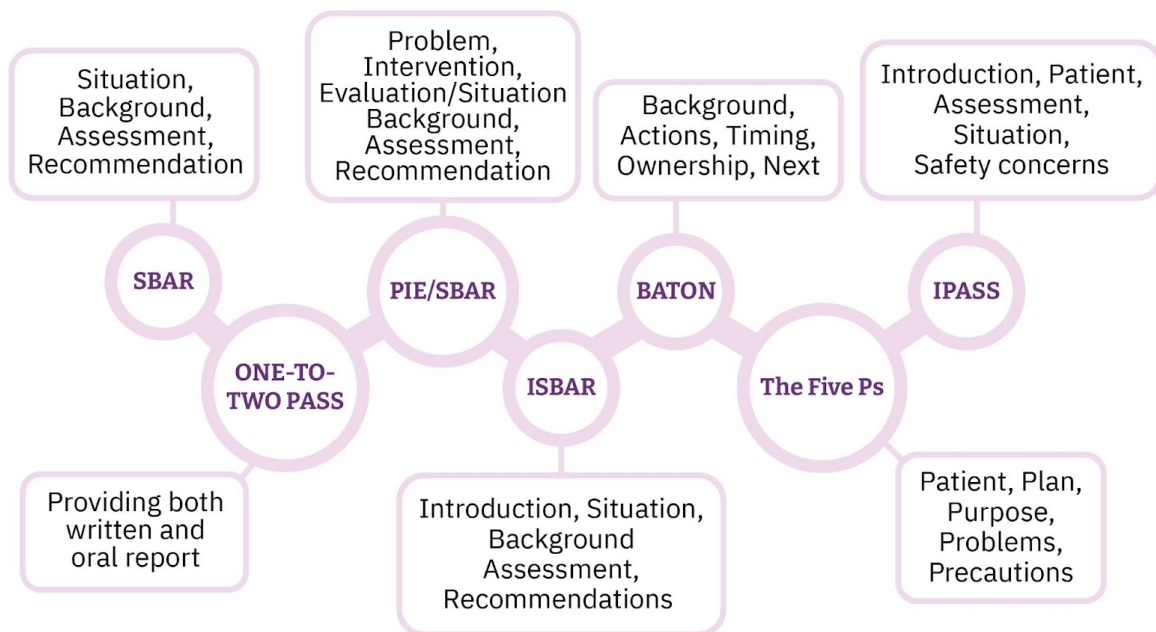 Situation,
Background,
Assessment,
Recommendation
SBAR
ONE-TO-
TWO PASS
Providing both
written and
oral report
Problem,
Intervention,
Evaluation/Situation
Background,
Assessment,
Recommendation
PIE/SBAR
ISBAR
Introduction, Situation,
Background
Assessment,
Recommendations
Background,
Actions, Timing,
Ownership, Next
BATON
The Five Ps
Patient, Plan,
Purpose,
Problems,
Precautions
Introduction, Patient,
Assessment,
Situation,
Safety concerns
IPASS